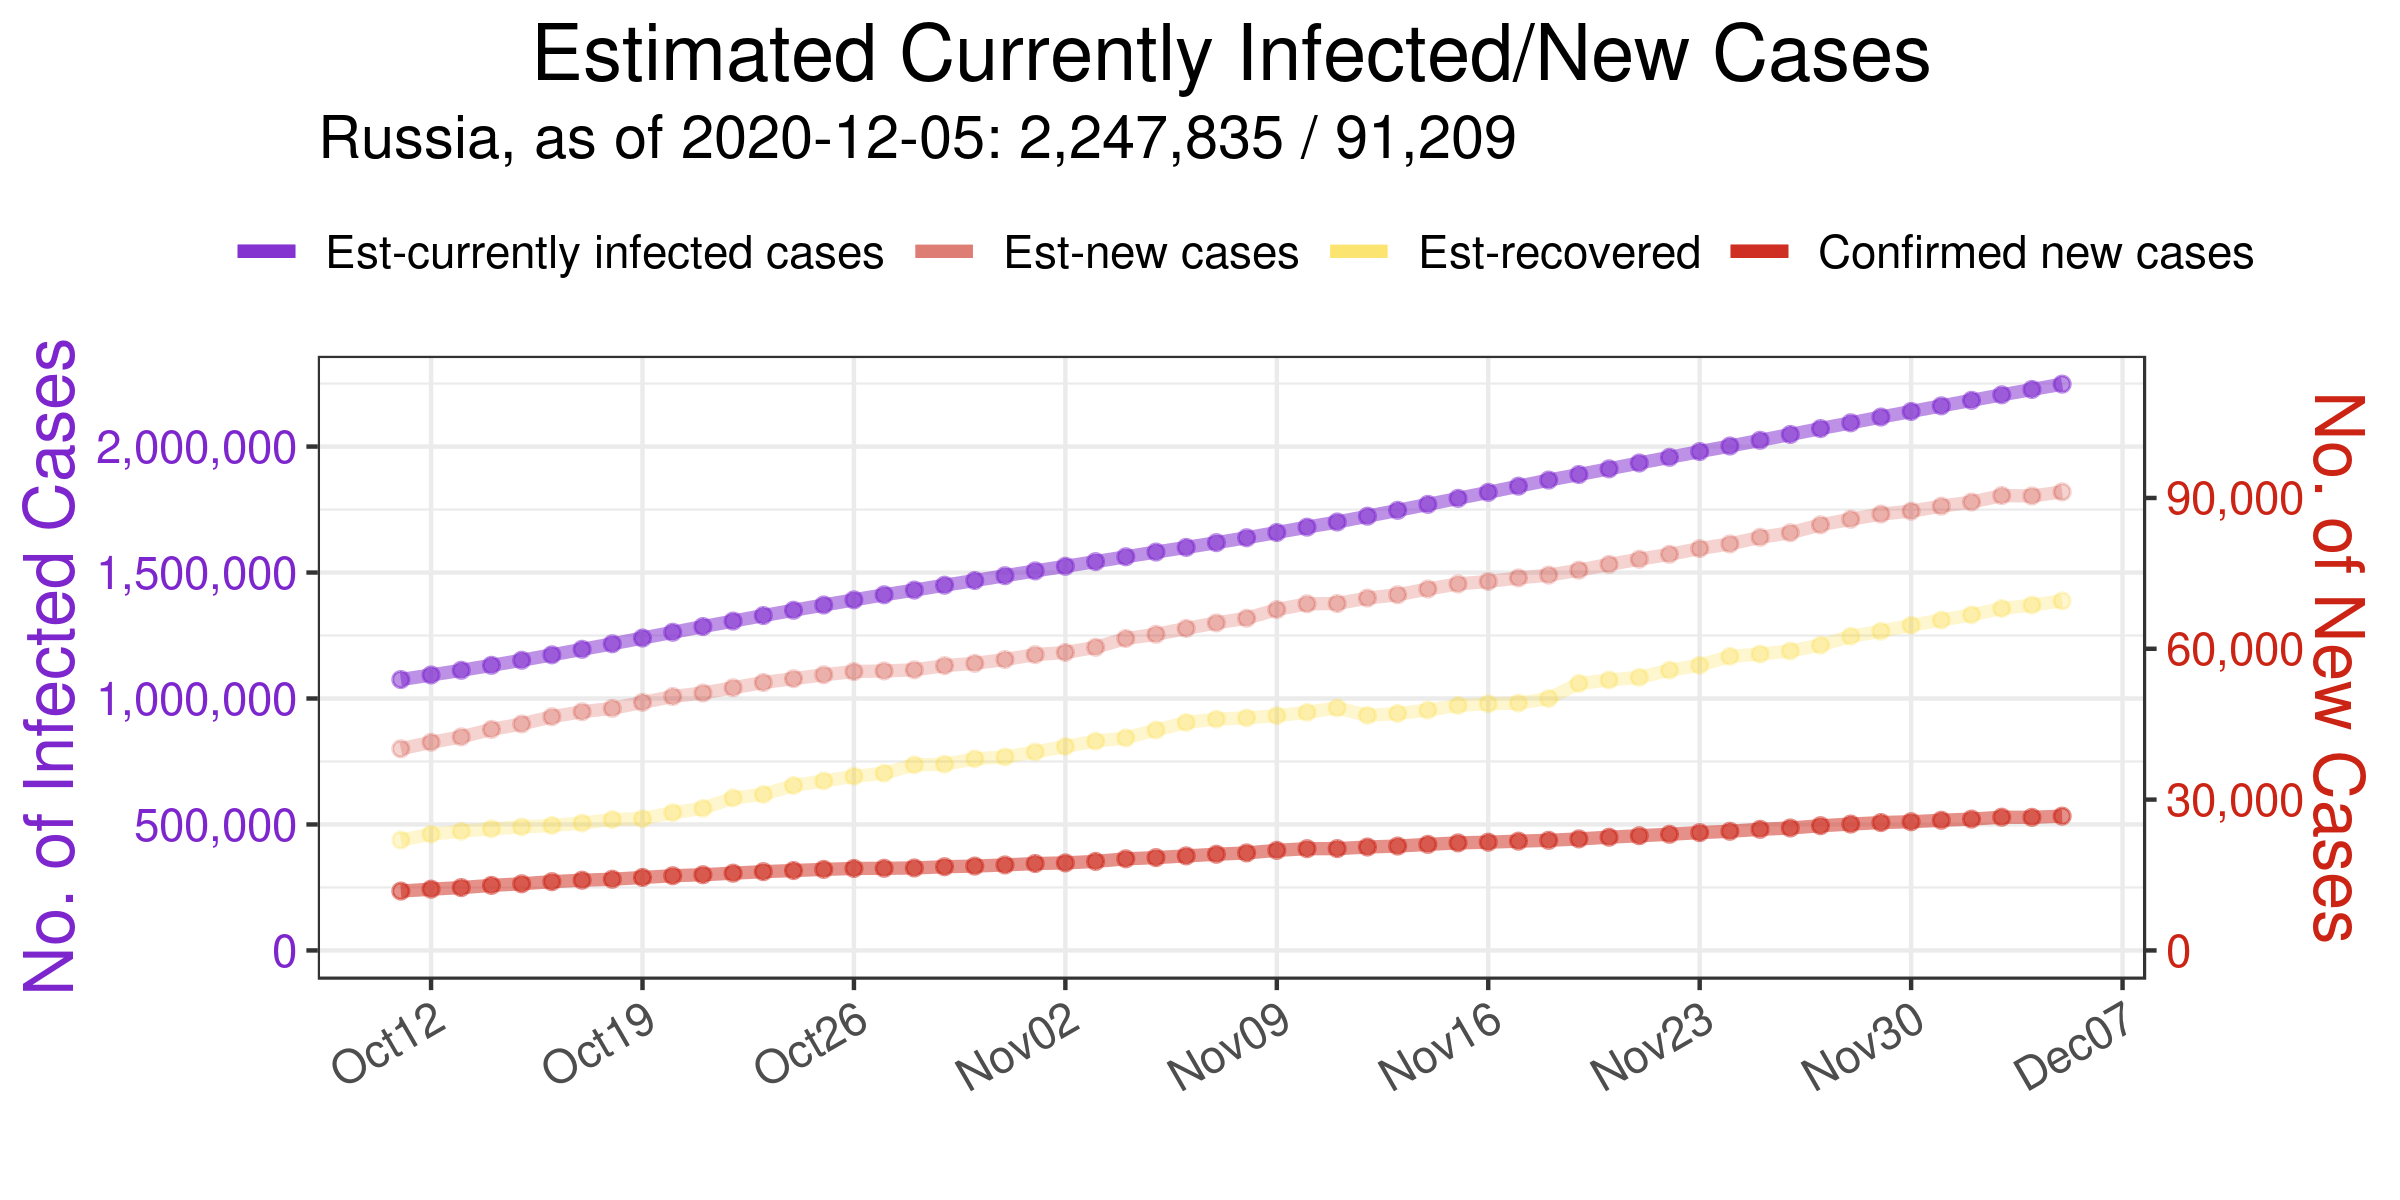 Estimated Currently Infected/New Cases
Russia, as of 2020-12-05: 2,247,835 / 91,209
Est-currently infected cases Est-new cases Est-recovered Confirmed new cases
No. of Infected Cases
2,000,000
1,500,000
1,000,000
500,000
0
No. of New Cases
90,000
60,000
30,000
0
Oct12 Oct19 Oct26 Nov02 Nov09 Nov16 Nov23 Nov30 Dec07